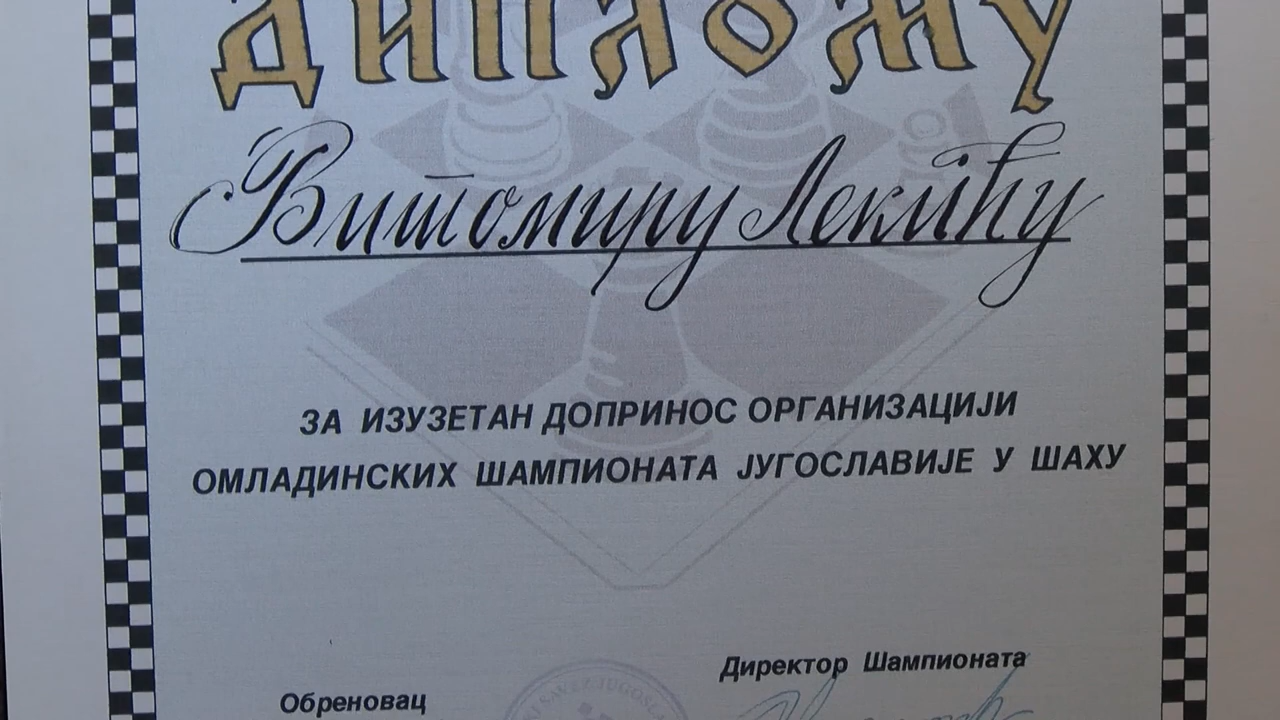 ДИПЛОМУ
Витомиру Лекићу
ЗА ИЗУЗЕТАН ДОПРИНОС ОРГАНИЗАЦИЈИ
ОМЛАДИНСКИХ ШАМПИОНАТА ЈУГОСЛАВИЈЕ У ШАХУ
Директор Шампионата
Обреновац